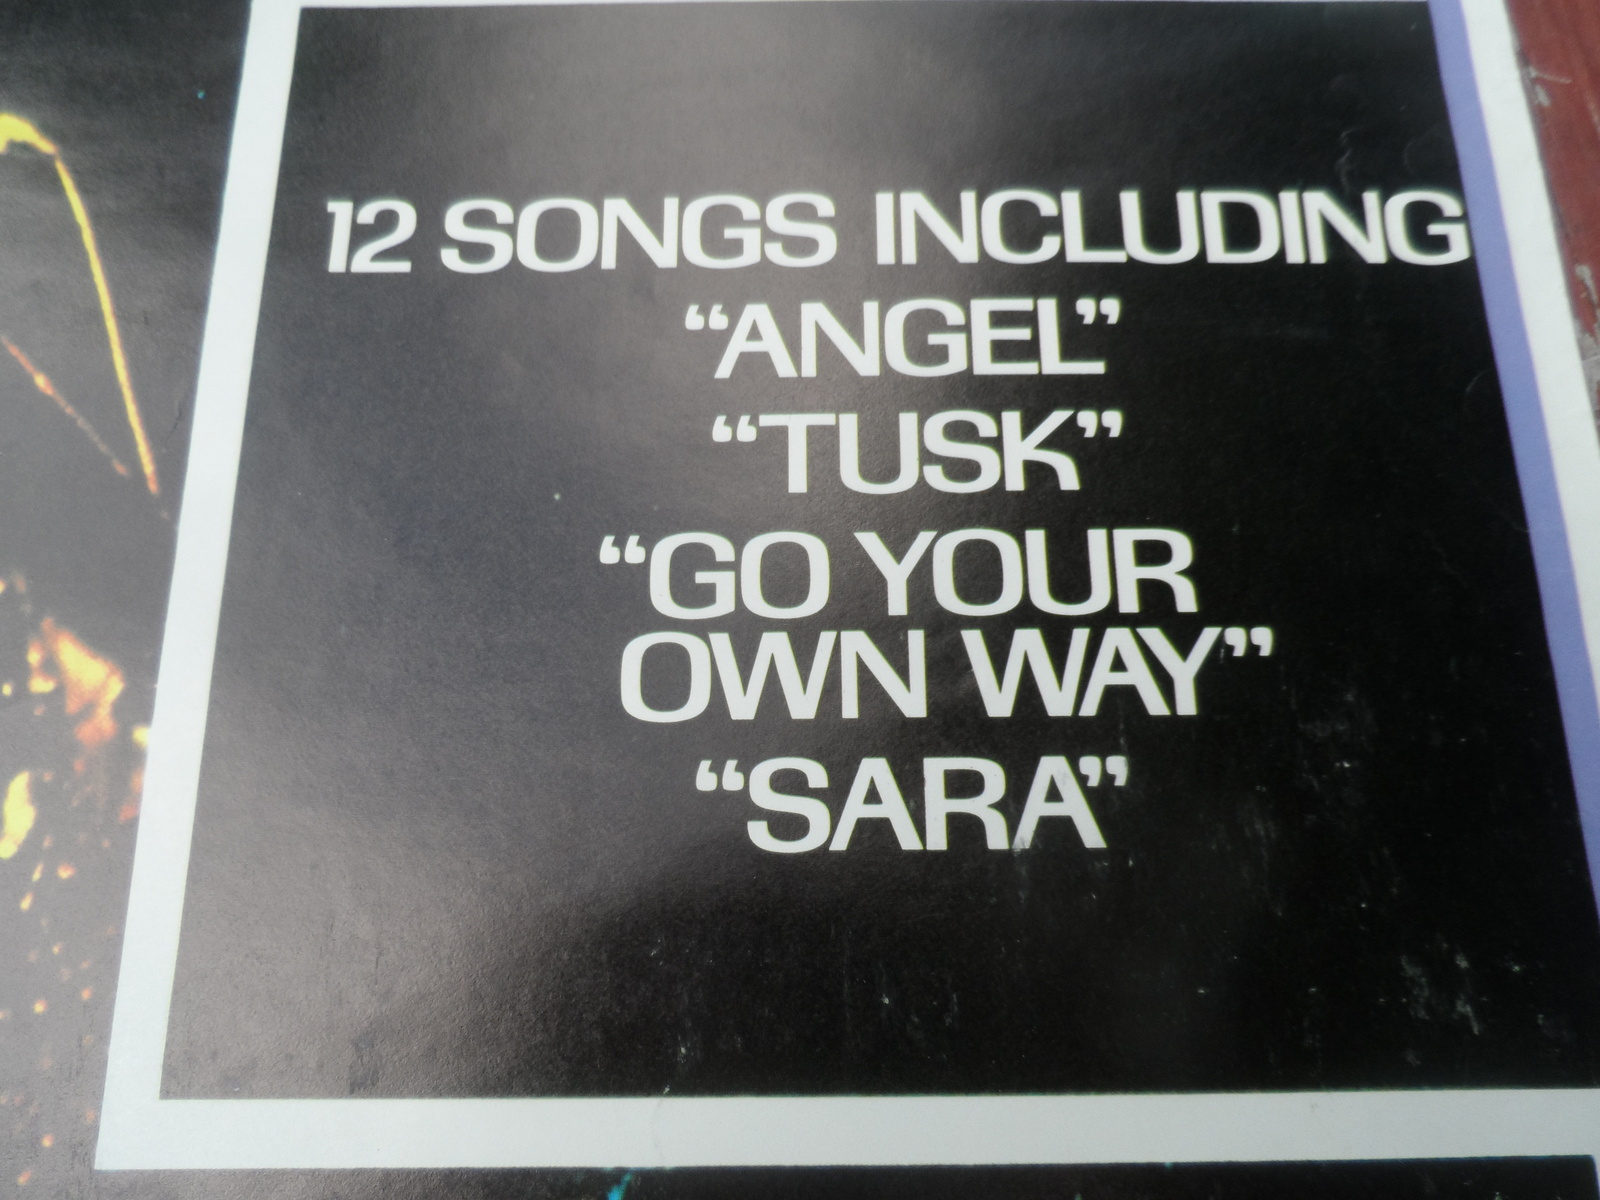 12 SONGS INCLUDING
“ANGEL”
“TUSK”
“GO YOUR
OWN WAY”
“SARA”